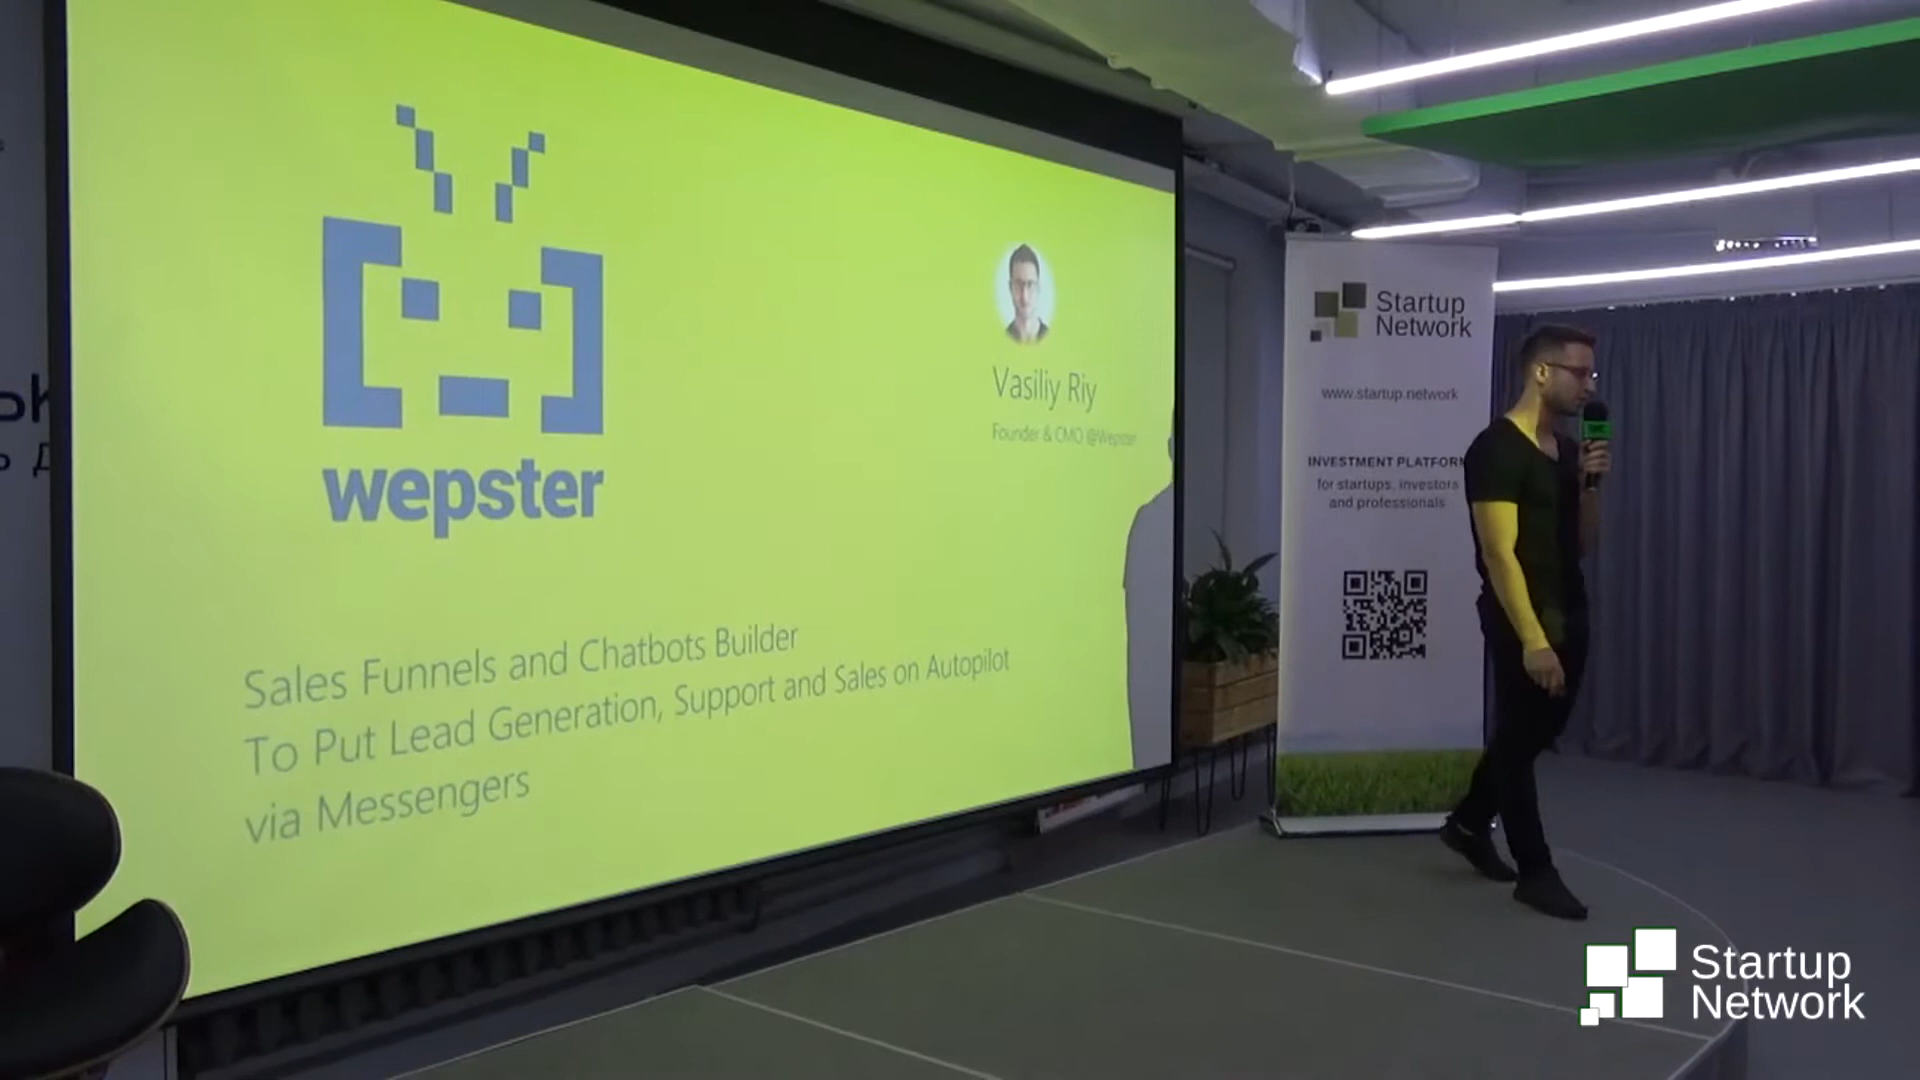 wepster
Sales Funnels and Chatbots Builder
To Put Lead Generation, Support and Sales on Autopilot
via Messengers
Vasiliy Riy
Founder & CMO @Wepster
Startup
Network
www.startup.network
INVESTMENT PLATFORM
for startups, investors
and professionals
Startup
Network